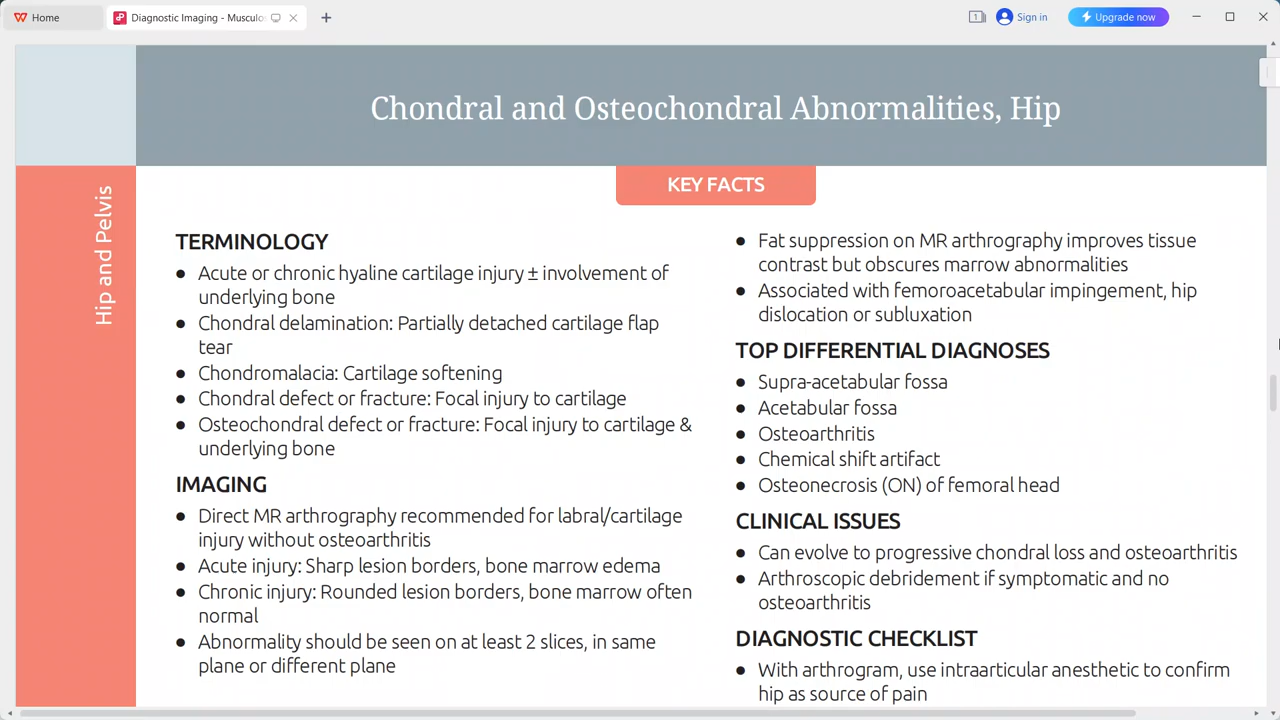 Home
Diagnostic Imaging - Musculos
1
Sign in
Upgrade now
Chondral and Osteochondral Abnormalities, Hip
Hip and Pelvis
KEY FACTS
TERMINOLOGY
● Acute or chronic hyaline cartilage injury ± involvement of
underlying bone
● Chondral delamination: Partially detached cartilage flap
tear
● Chondromalacia: Cartilage softening
● Chondral defect or fracture: Focal injury to cartilage
● Osteochondral defect or fracture: Focal injury to cartilage &
underlying bone
IMAGING
● Direct MR arthrography recommended for labral/cartilage
injury without osteoarthritis
● Acute injury: Sharp lesion borders, bone marrow edema
● Chronic injury: Rounded lesion borders, bone marrow often
normal
● Abnormality should be seen on at least 2 slices, in same
plane or different plane
● Fat suppression on MR arthrography improves tissue
contrast but obscures marrow abnormalities
● Associated with femoroacetabular impingement, hip
dislocation or subluxation
TOP DIFFERENTIAL DIAGNOSES
● Supra-acetabular fossa
● Acetabular fossa
● Osteoarthritis
● Chemical shift artifact
● Osteonecrosis (ON) of femoral head
CLINICAL ISSUES
● Can evolve to progressive chondral loss and osteoarthritis
● Arthroscopic debridement if symptomatic and no
osteoarthritis
DIAGNOSTIC CHECKLIST
● With arthrogram, use intraarticular anesthetic to confirm
hip as source of pain